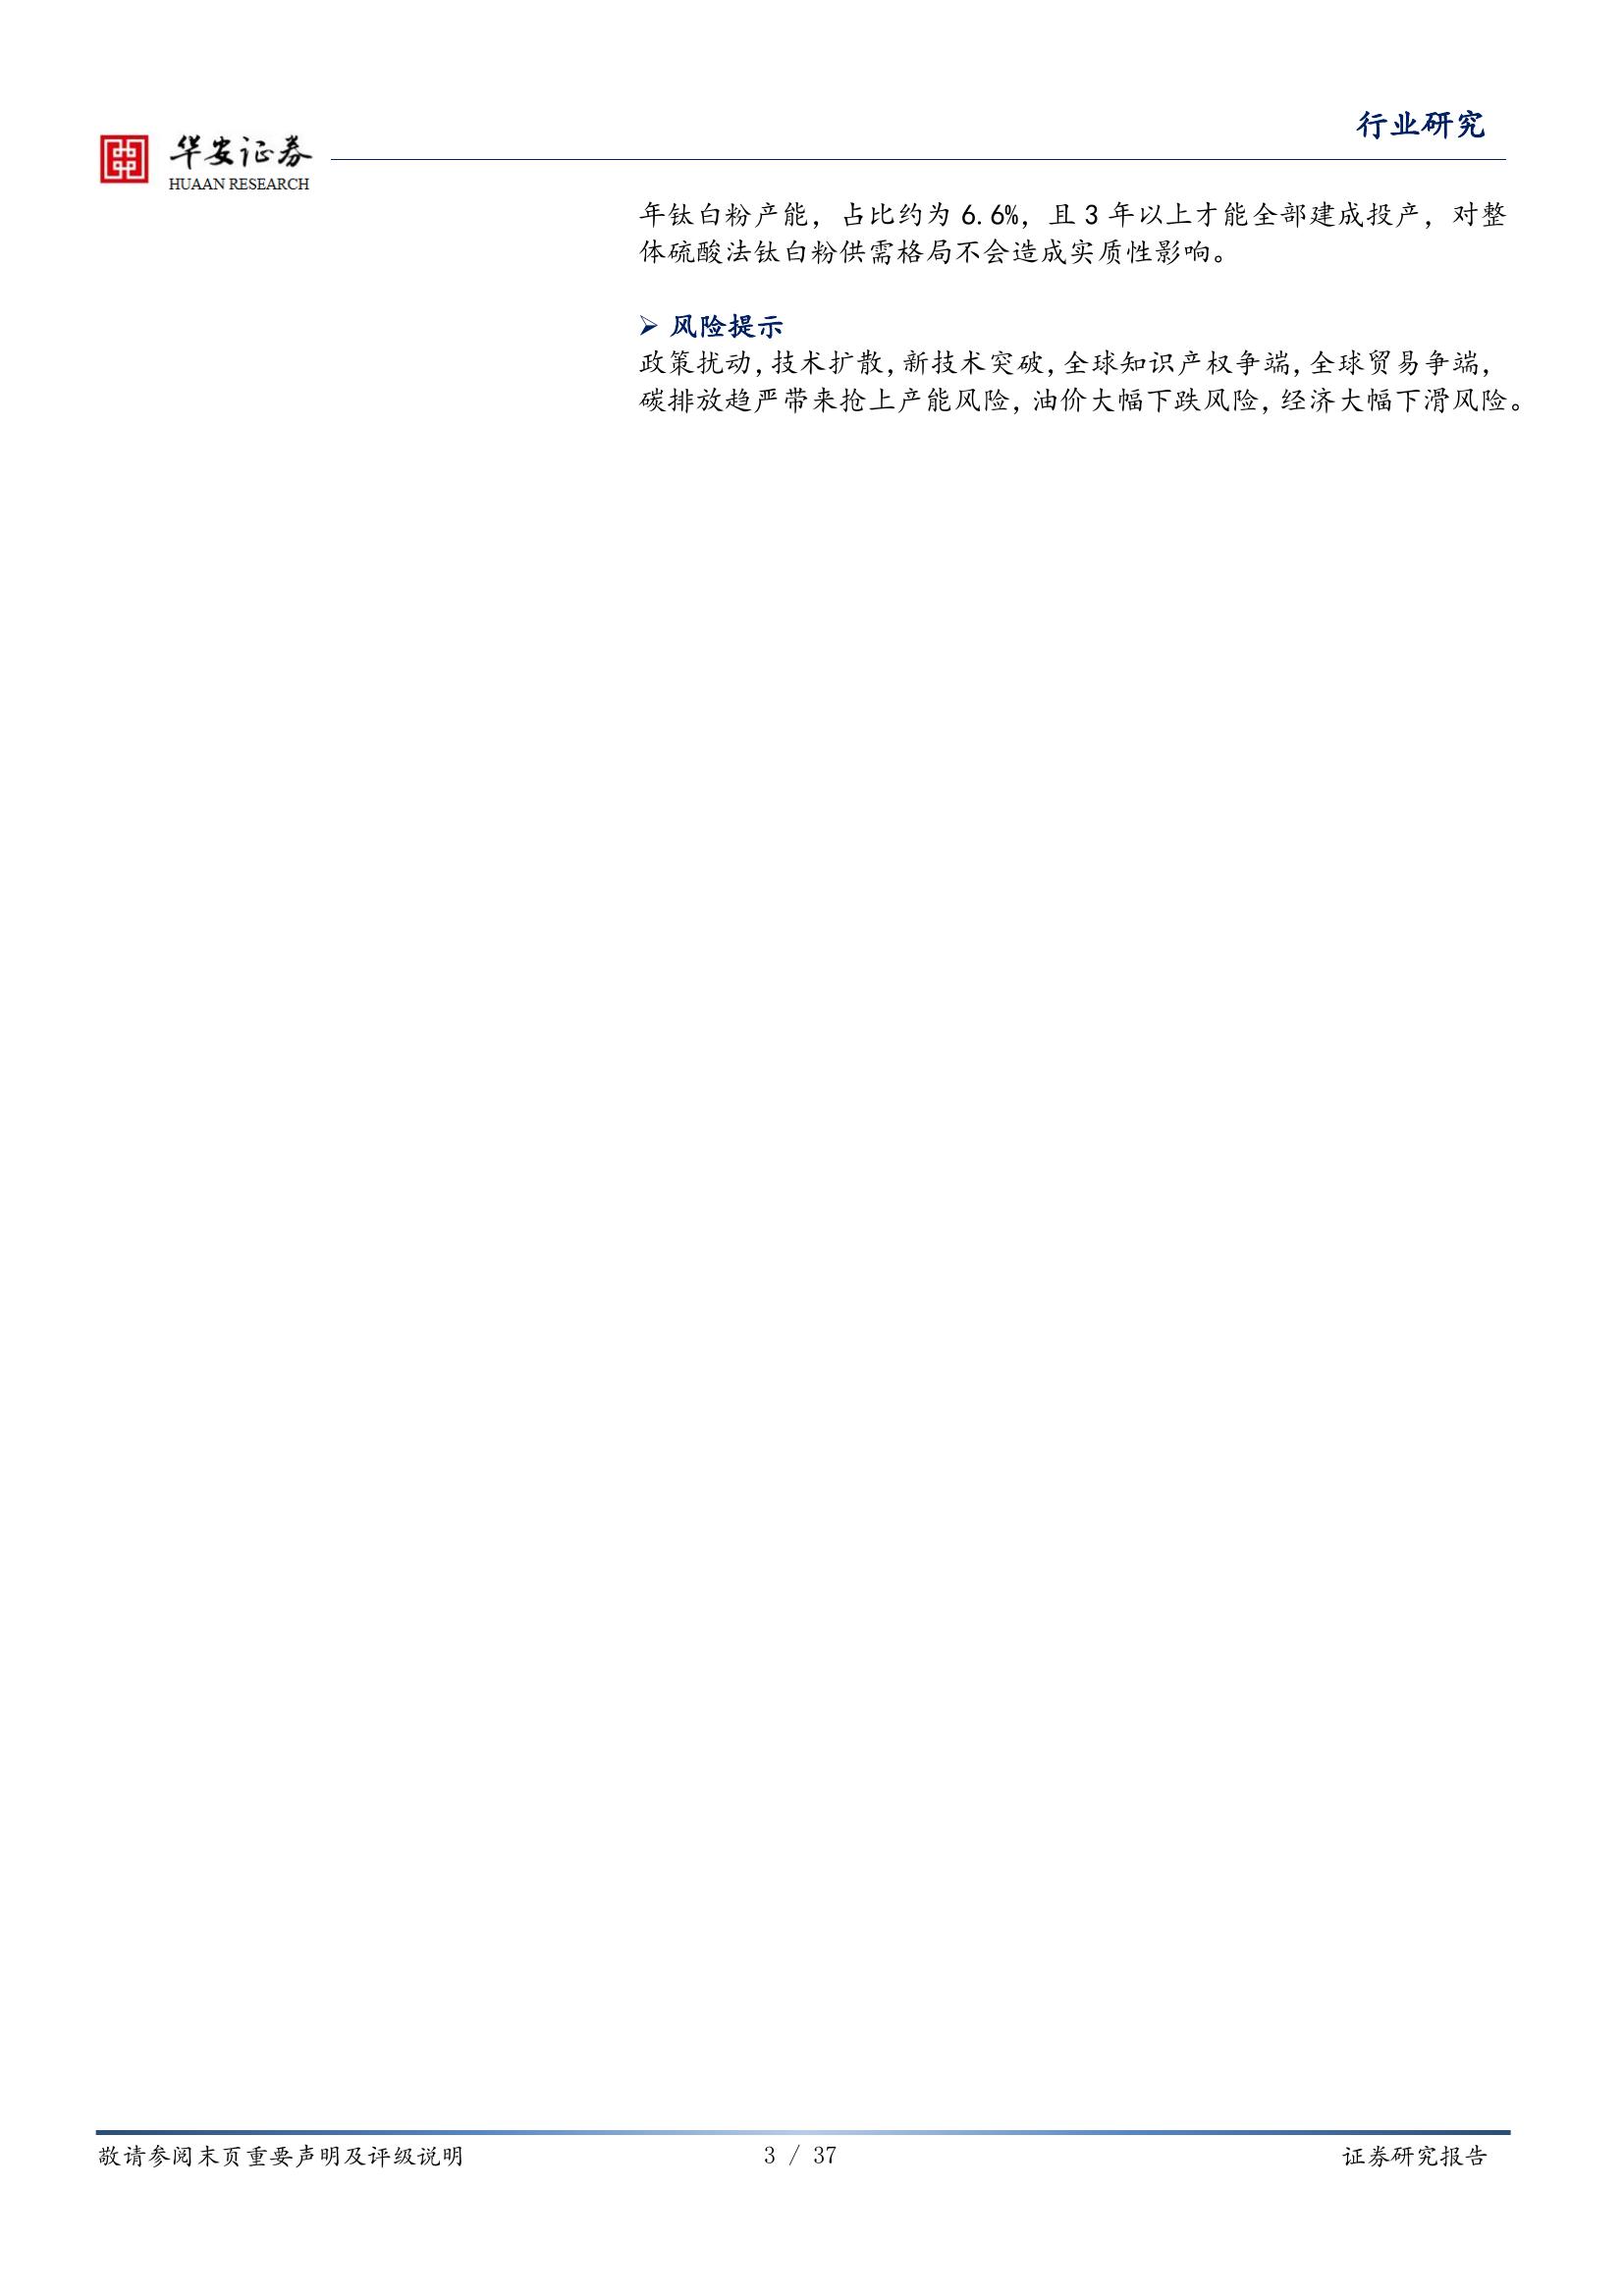 行业研究
华安证券
HUAAN RESEARCH
年钛白粉产能，占比约为 6.6%，且 3 年以上才能全部建成投产，对整
体硫酸法钛白粉供需格局不会造成实质性影响。
➢ 风险提示
政策扰动，技术扩散，新技术突破，全球知识产权争端，全球贸易争端，
碳排放趋严带来抢上产能风险，油价大幅下跌风险，经济大幅下滑风险。
敬请参阅末页重要声明及评级说明
3 / 37
证券研究报告